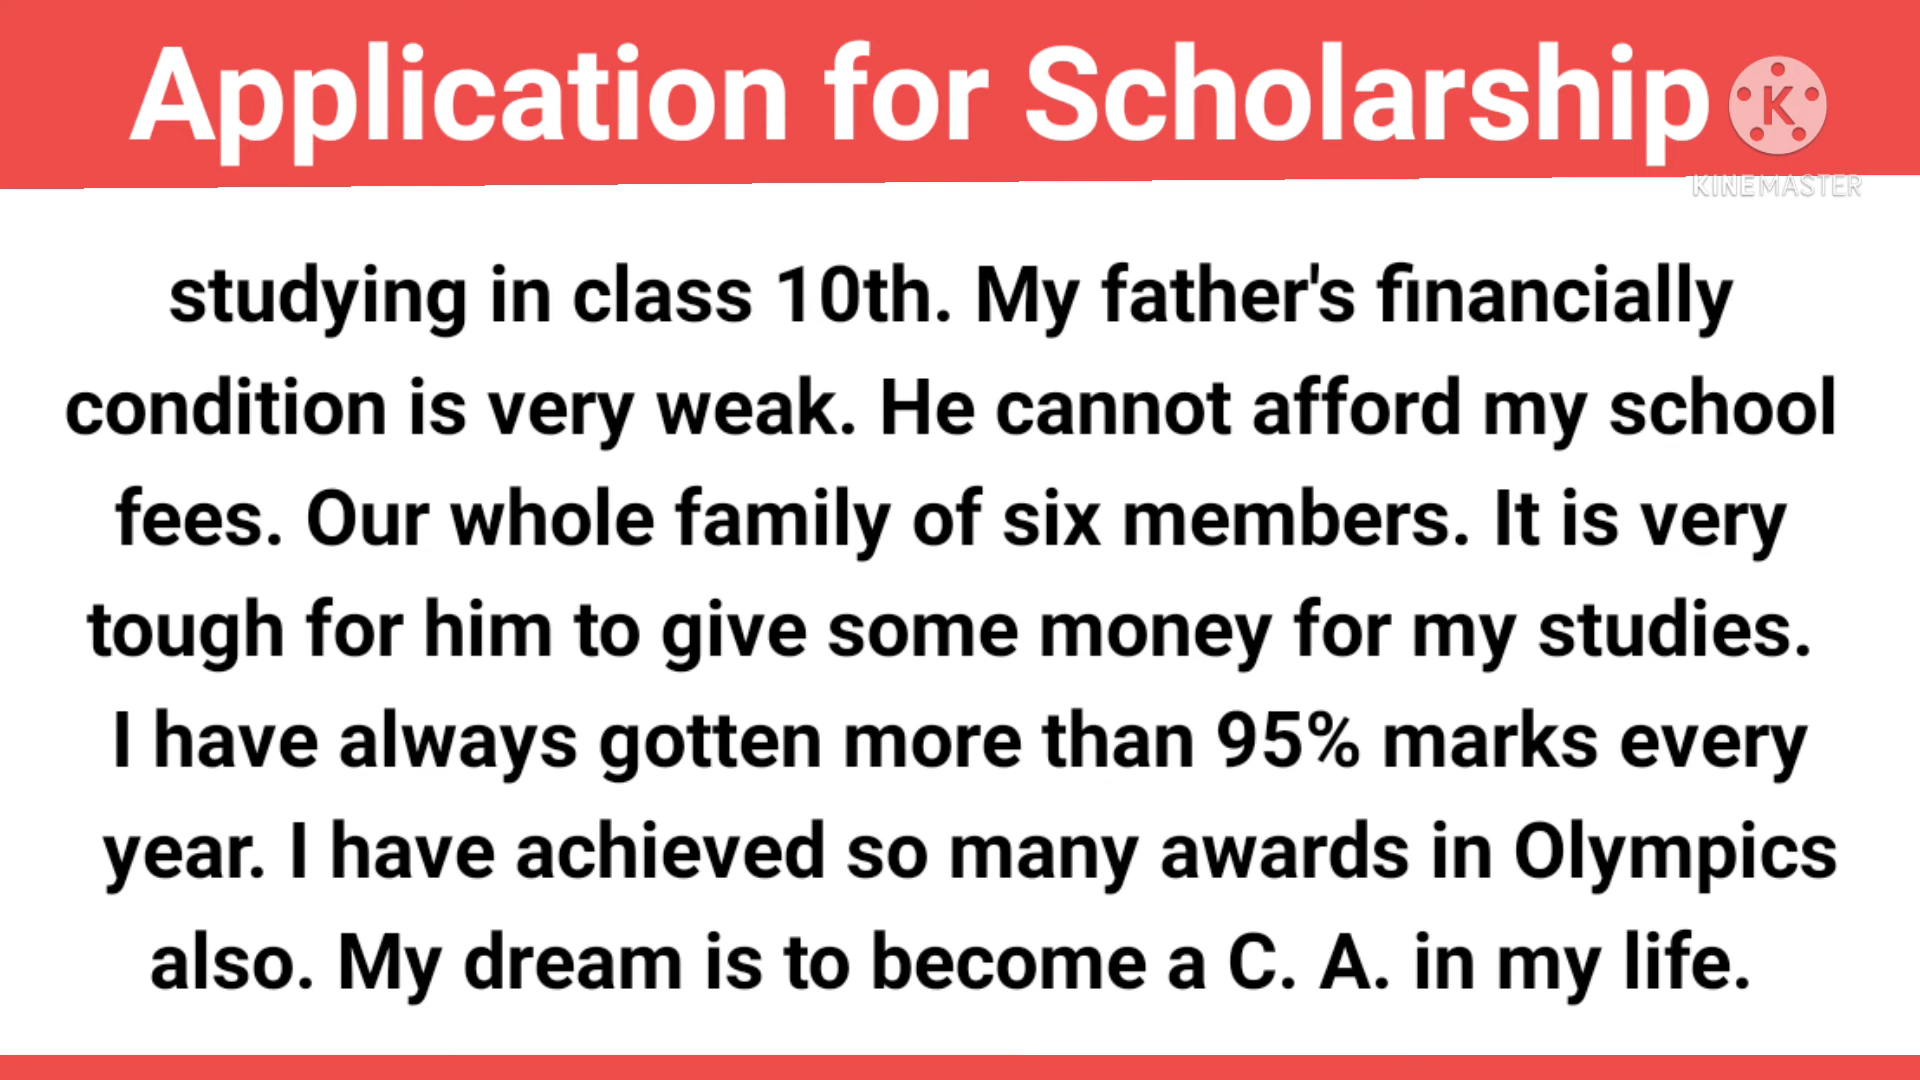 Application for Scholarship
K
KINEMASTER
studying in class 10th. My father's financially
condition is very weak. He cannot afford my school
fees. Our whole family of six members. It is very
tough for him to give some money for my studies.
I have always gotten more than 95% marks every
year. I have achieved so many awards in Olympics
also. My dream is to become a C. A. in my life.